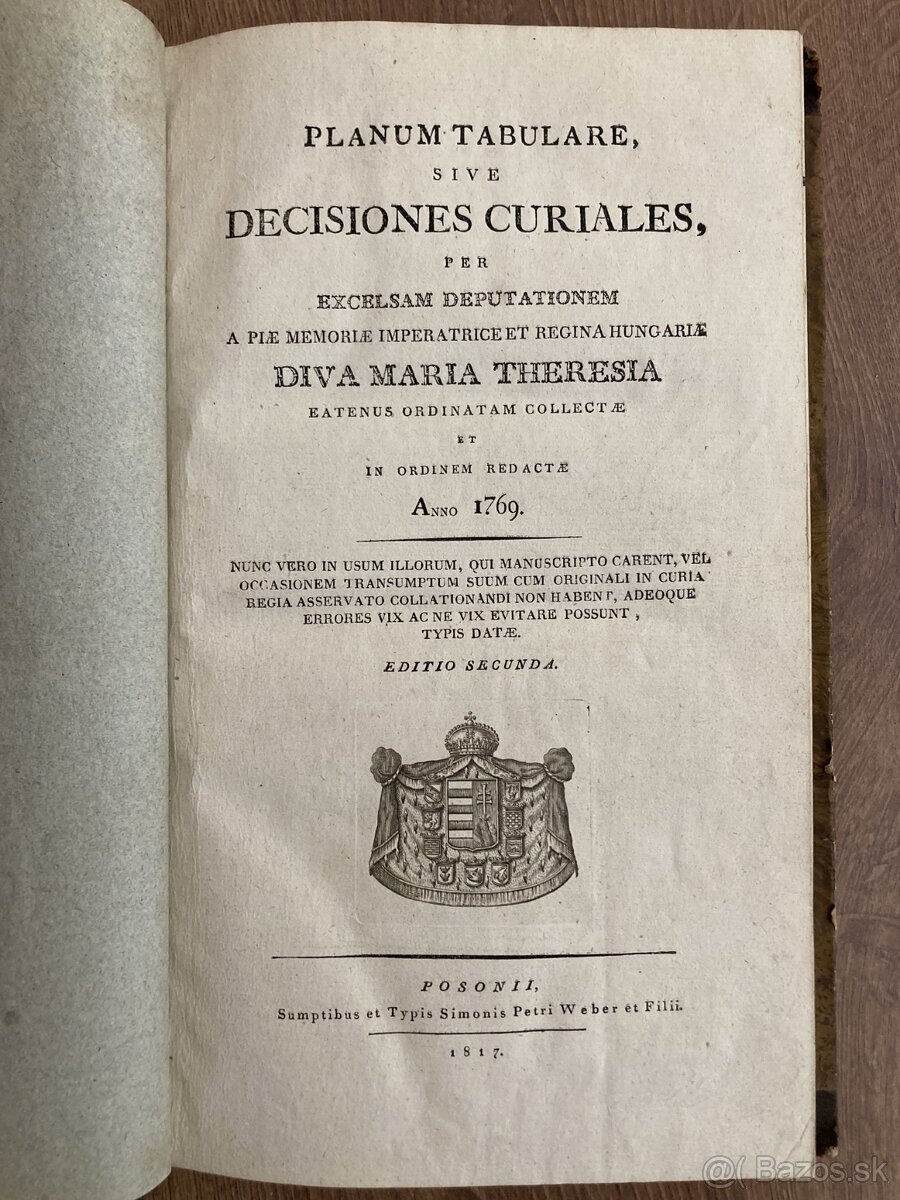 PLANUM TABULARE,
SIVE
DECISIONES CURIALES,
PER
EXCELSAM DEPUTATIONEM
A PIÆ MEMORIÆ IMPERATRICE ET REGINA HUNGARIÆ
DIVA MARIA THERESIA
EATENUS ORDINATAM COLLECTÆ
ET
IN ORDINEM REDACTÆ
ANNO 1769.
NUNC VERO IN USUM ILLORUM, QUI MANUSCRIPTO CARENT, VEL
OCCASIONEM TRANSUMPTUM SUUM CUM ORIGINALI IN CURIA
REGIA ASSERVATO COLLATIONANDI NON HABENT, ADEOQUE
ERRORES VIX AC NE VIX EVITARE POSSUNT,
TYPIS DATÆ.
EDITIO SECUNDA.
POSONII,
Sumptibus et Typis Simonis Petri Weber et Filii.
1817.
@( Bazos.sk